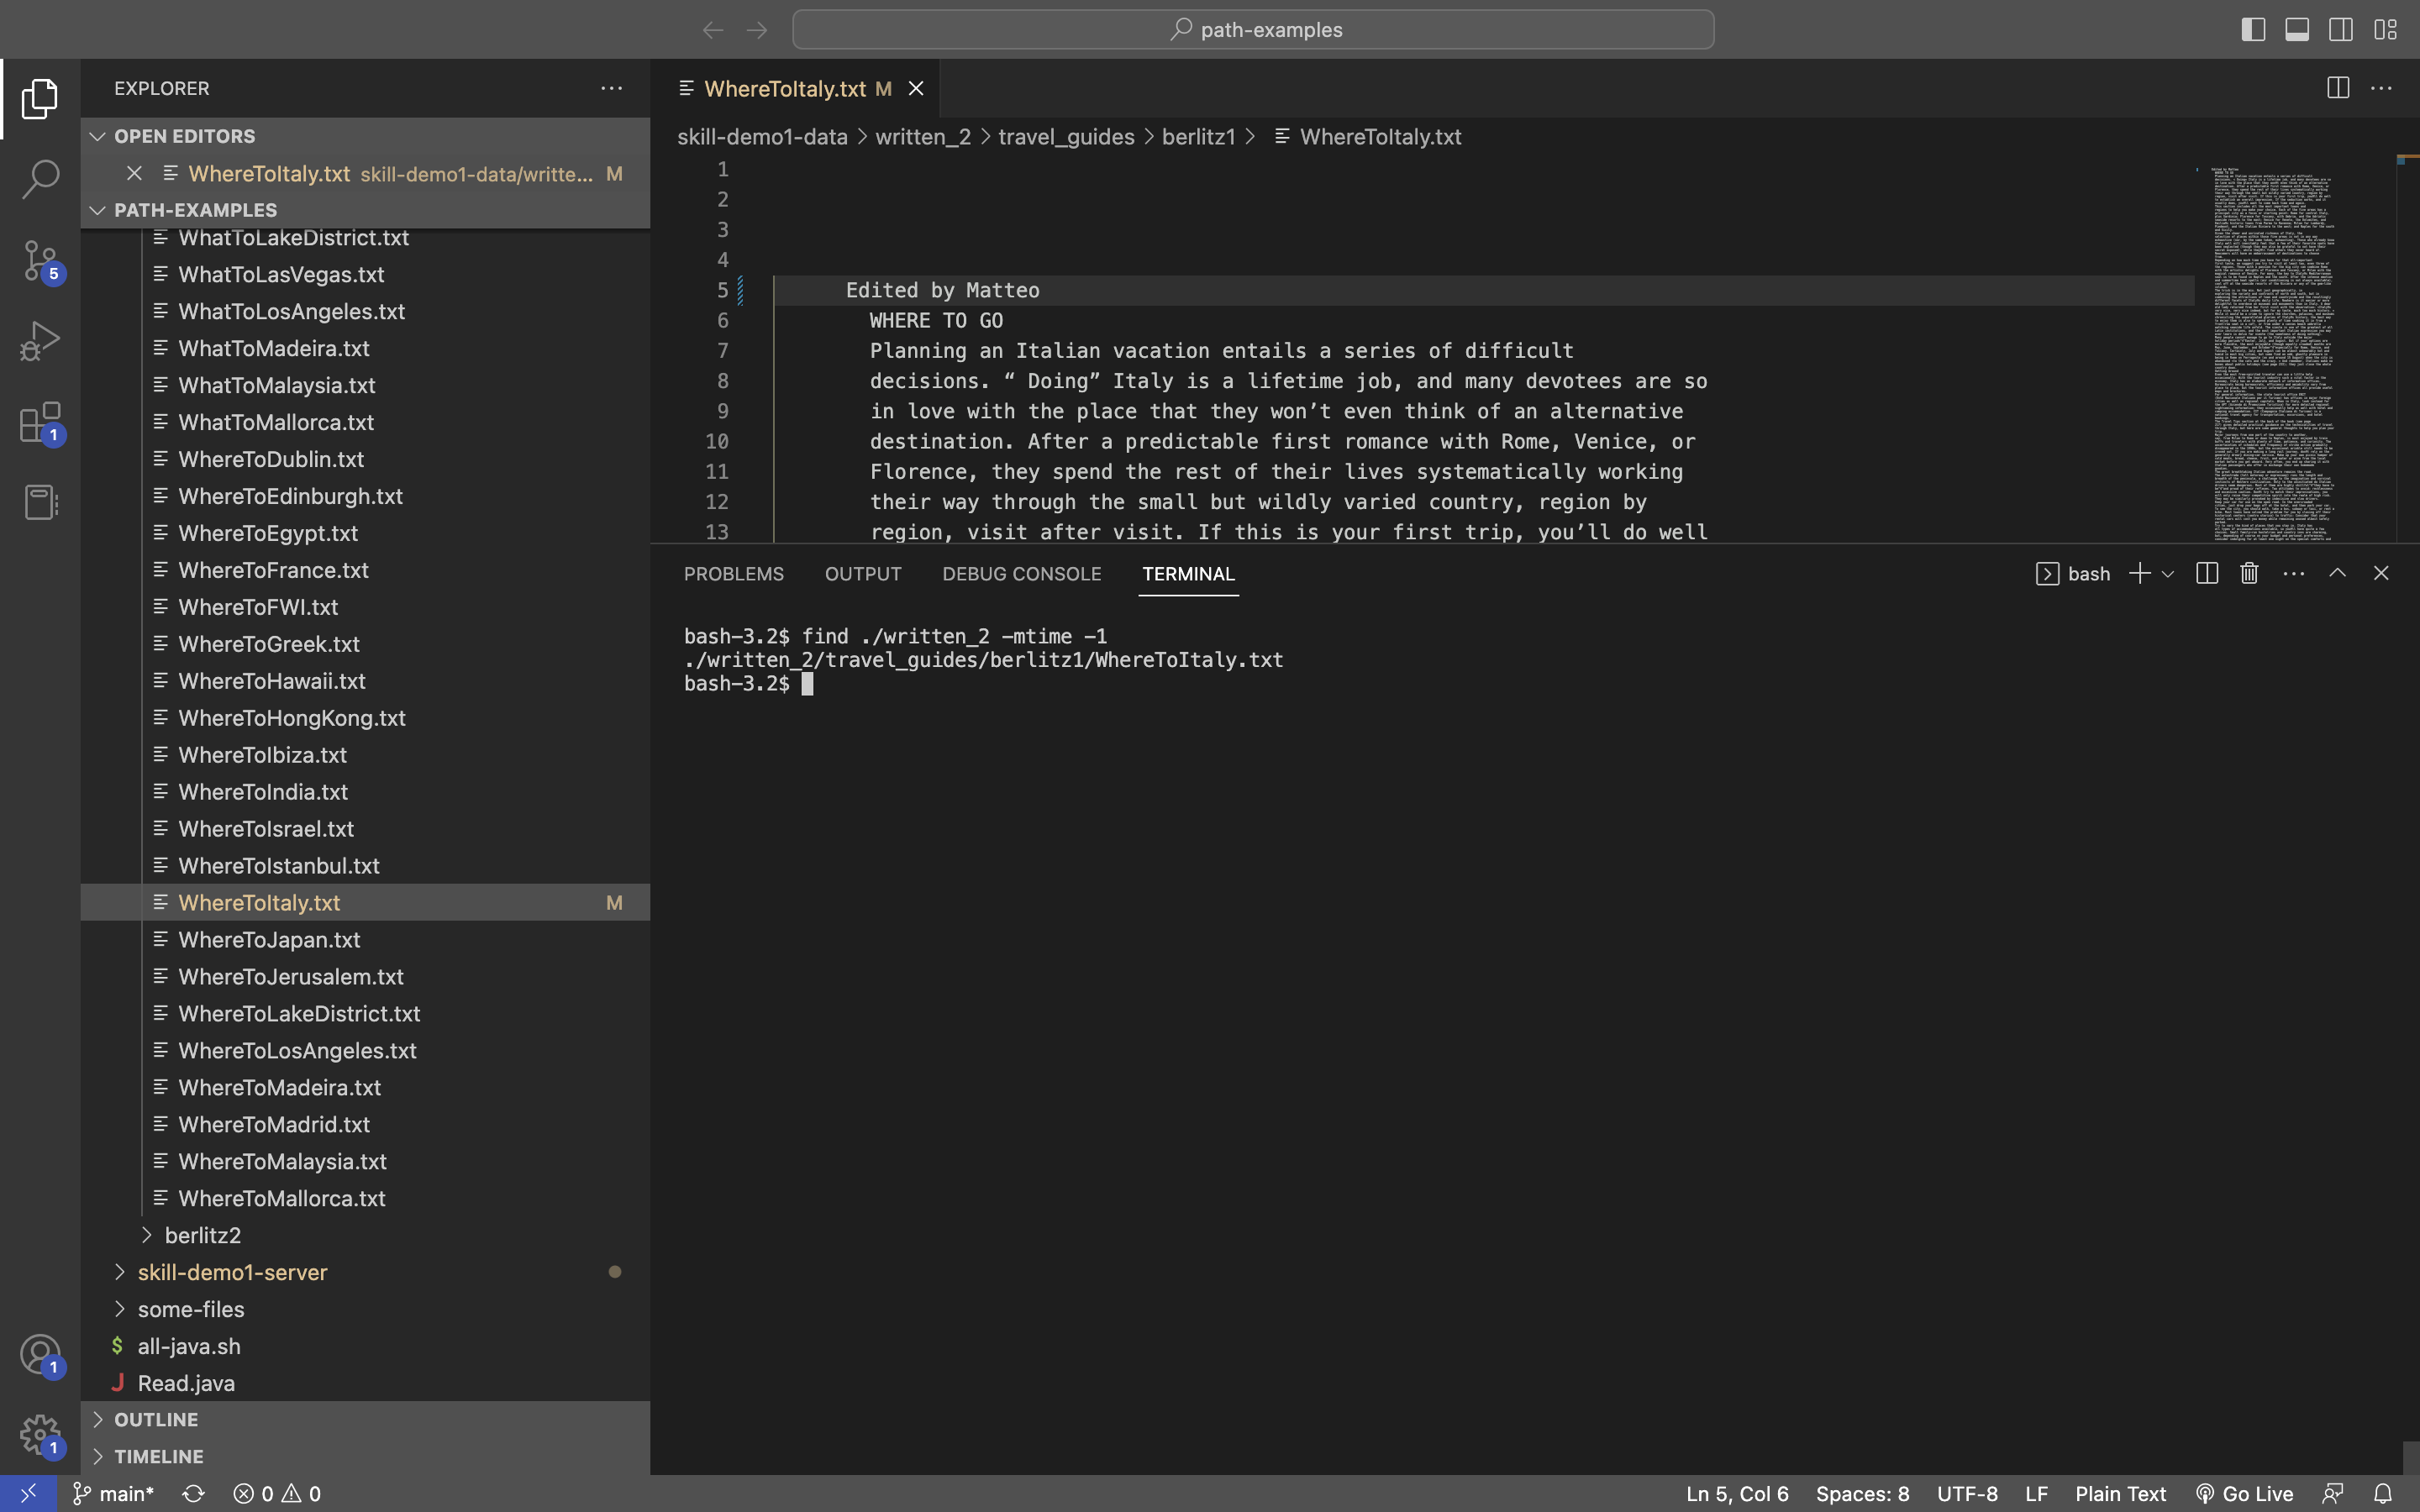 path-examples
EXPLORER
OPEN EDITORS
WhereToItaly.txt skill-demo1-data/writte... M
PATH-EXAMPLES
WhatToLakeDistrict.txt
WhatToLasVegas.txt
WhatToLosAngeles.txt
WhatToMadeira.txt
WhatToMalaysia.txt
WhatToMallorca.txt
WhereToDublin.txt
WhereToEdinburgh.txt
WhereToEgypt.txt
WhereToFrance.txt
WhereToFWI.txt
WhereToGreek.txt
WhereToHawaii.txt
WhereToHongKong.txt
WhereToIbiza.txt
WhereToIndia.txt
WhereToIsrael.txt
WhereToIstanbul.txt
WhereToItaly.txt M
WhereToJapan.txt
WhereToJerusalem.txt
WhereToLakeDistrict.txt
WhereToLosAngeles.txt
WhereToMadeira.txt
WhereToMadrid.txt
WhereToMalaysia.txt
WhereToMallorca.txt
berlitz2
skill-demo1-server
some-files
$ all-java.sh
J Read.java
OUTLINE
TIMELINE
5
1
1
1
WhereToItaly.txt M
skill-demo1-data > written_2 > travel_guides > berlitz1 > WhereToItaly.txt
1
2
3
4
5 Edited by Matteo
6 WHERE TO GO
7 Planning an Italian vacation entails a series of difficult
8 decisions. “ Doing” Italy is a lifetime job, and many devotees are so
9 in love with the place that they won’t even think of an alternative
10 destination. After a predictable first romance with Rome, Venice, or
11 Florence, they spend the rest of their lives systematically working
12 their way through the small but wildly varied country, region by
13 region, visit after visit. If this is your first trip, you’ll do well
PROBLEMS OUTPUT DEBUG CONSOLE TERMINAL bash
bash-3.2$ find ./written_2 -mtime -1
./written_2/travel_guides/berlitz1/WhereToItaly.txt
bash-3.2$
main* 0 0 Ln 5, Col 6 Spaces: 8 UTF-8 LF Plain Text Go Live